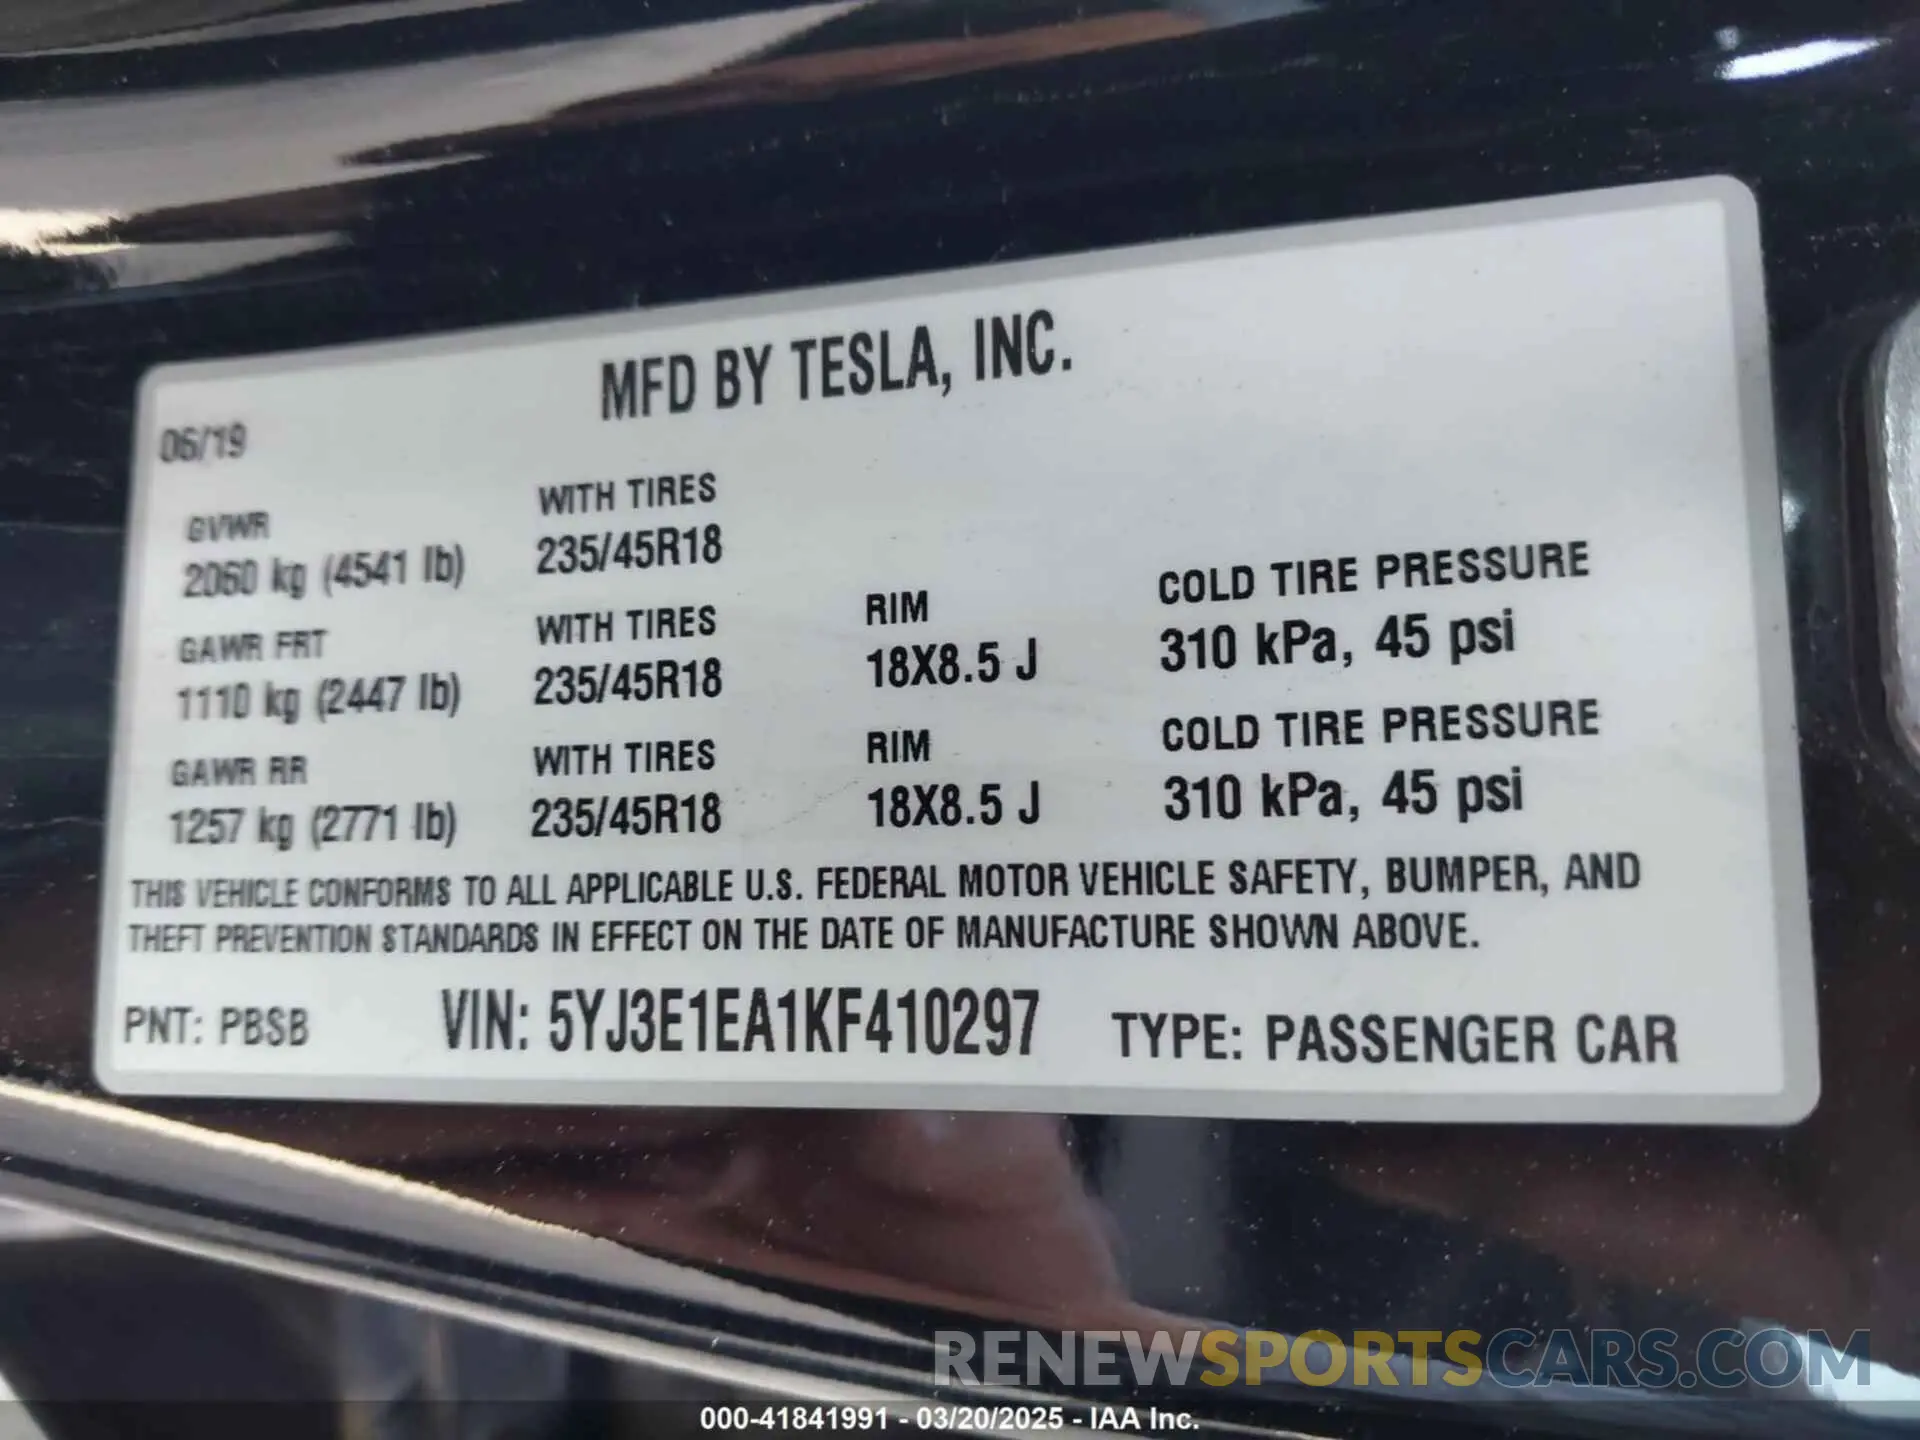 MFD BY TESLA, INC.
06/19
GVWR
2060 kg (4541 lb)
WITH TIRES
235/45R18
GAWR FRT
1110 kg (2447 lb)
WITH TIRES
235/45R18
RIM
18X8.5 J
COLD TIRE PRESSURE
310 kPa, 45 psi
GAWR RR
1257 kg (2771 lb)
WITH TIRES
235/45R18
RIM
18X8.5 J
COLD TIRE PRESSURE
310 kPa, 45 psi
THIS VEHICLE CONFORMS TO ALL APPLICABLE U.S. FEDERAL MOTOR VEHICLE SAFETY, BUMPER, AND
THEFT PREVENTION STANDARDS IN EFFECT ON THE DATE OF MANUFACTURE SHOWN ABOVE.
PNT: PBSB VIN: 5YJ3E1EA1KF410297 TYPE: PASSENGER CAR
RENEWSPORTSCARS.COM
000-41841991 - 03/20/2025 - IAA Inc.